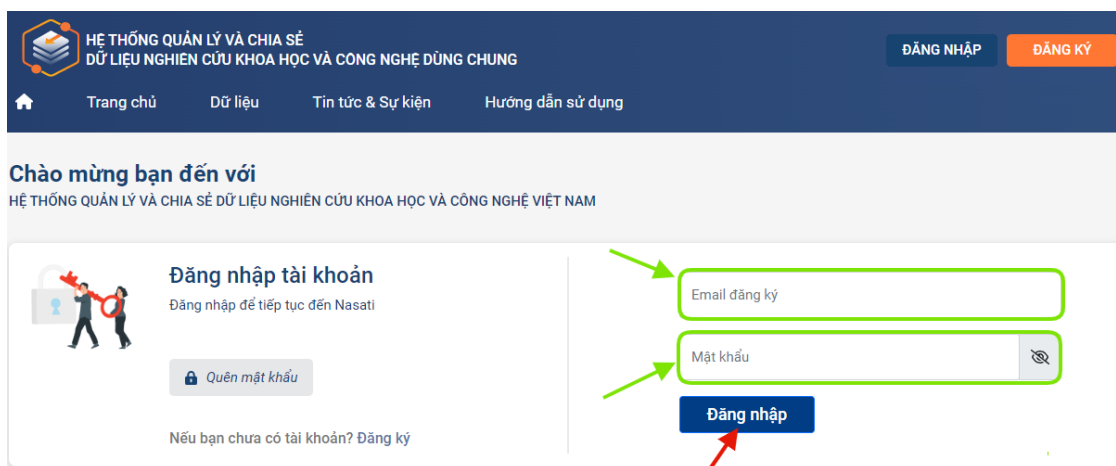 HỆ THỐNG QUẢN LÝ VÀ CHIA SẺ
DỮ LIỆU NGHIÊN CỨU KHOA HỌC VÀ CÔNG NGHỆ DÙNG CHUNG
ĐĂNG NHẬP
ĐĂNG KÝ
Trang chủ
Dữ liệu
Tin tức & Sự kiện
Hướng dẫn sử dụng
Chào mừng bạn đến với
HỆ THỐNG QUẢN LÝ VÀ CHIA SẺ DỮ LIỆU NGHIÊN CỨU KHOA HỌC VÀ CÔNG NGHỆ VIỆT NAM
Đăng nhập tài khoản
Đăng nhập để tiếp tục đến Nasati
Quên mật khẩu
Nếu bạn chưa có tài khoản? Đăng ký
Email đăng ký
Mật khẩu
Đăng nhập